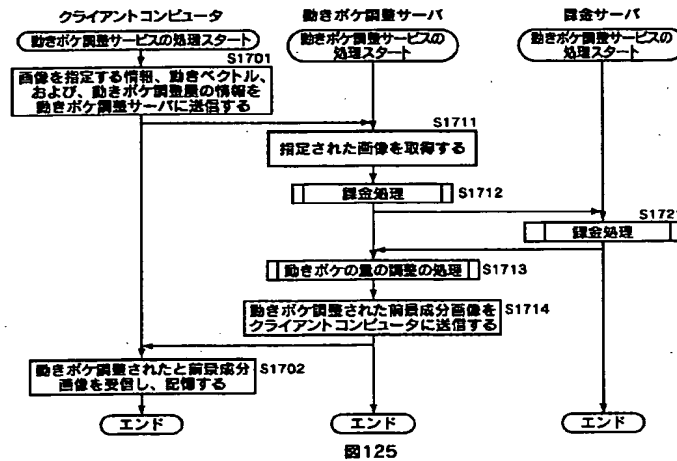 クライアントコンピュータ
動きボケ調整サーバ
課金サーバ
動きボケ調整サービスの処理スタート
動きボケ調整サービスの
処理スタート
動きボケ調整サービスの
処理スタート
S1701
画像を指定する情報、動きベクトル、
および、動きボケ調整量の情報を
動きボケ調整サーバに送信する
S1711
指定された画像を取得する
課金処理
S1712
S1721
課金処理
動きボケの量の調整の処理
S1713
動きボケ調整された前景成分画像を
クライアントコンピュータに送信する
S1714
動きボケ調整されたと前景成分
画像を受信し、記憶する
S1702
エンド
エンド
エンド
図125